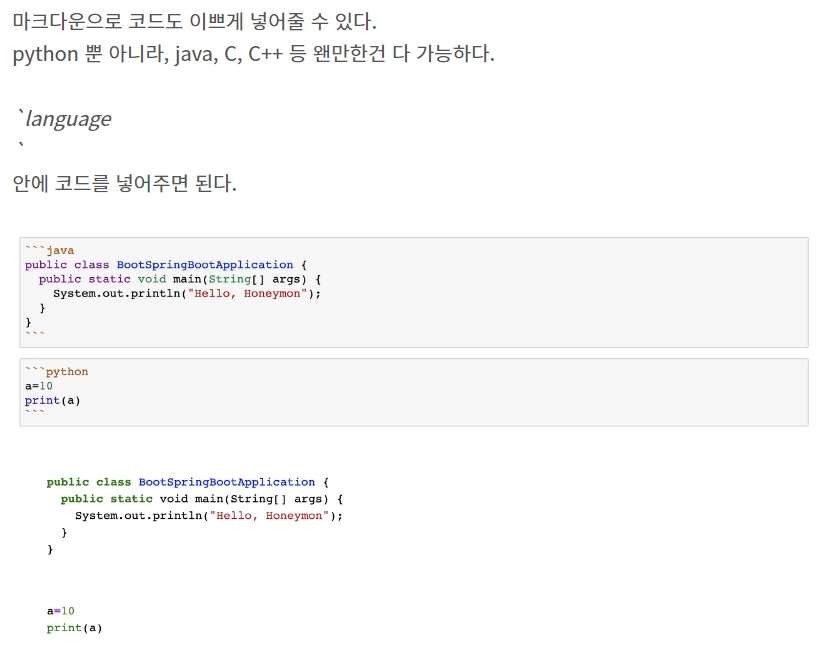 마크다운으로 코드도 이쁘게 넣어줄 수 있다.
python 뿐 아니라, java, C, C++ 등 왠만한건 다 가능하다.
`language
`
안에 코드를 넣어주면 된다.
```java
public class BootSpringBootApplication {
  public static void main(String[] args) {
    System.out.println("Hello, Honeymon");
  }
}
```
```python
a=10
print(a)
```
public class BootSpringBootApplication {
  public static void main(String[] args) {
    System.out.println("Hello, Honeymon");
  }
}
a=10
print(a)